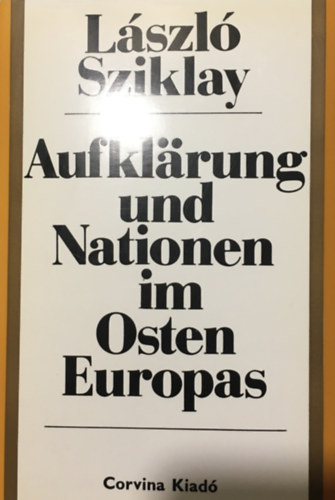 László
Sziklay
Aufklärung
und
Nationen
im
Osten
Europas
Corvina Kiadó